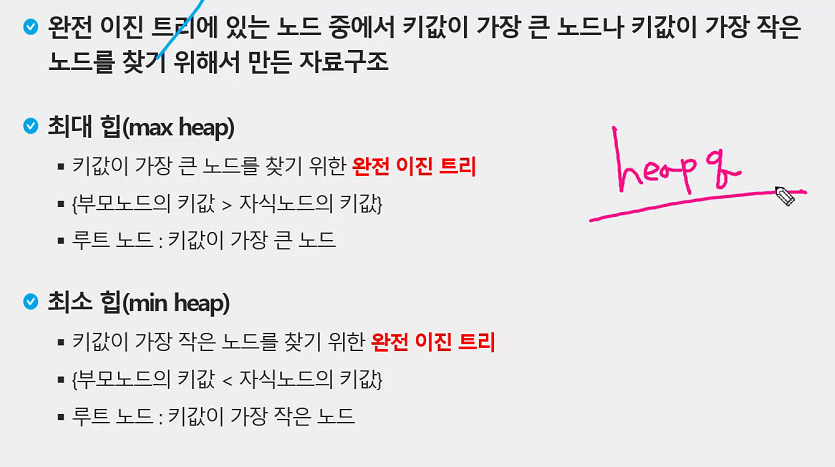 완전 이진 트리에 있는 노드 중에서 키값이 가장 큰 노드나 키값이 가장 작은
노드를 찾기 위해서 만든 자료구조
최대 힙(max heap)
▪ 키값이 가장 큰 노드를 찾기 위한 완전 이진 트리
▪ {부모노드의 키값 > 자식노드의 키값}
▪ 루트 노드 : 키값이 가장 큰 노드
heapq
최소 힙(min heap)
▪ 키값이 가장 작은 노드를 찾기 위한 완전 이진 트리
▪ {부모노드의 키값 < 자식노드의 키값}
▪ 루트 노드 : 키값이 가장 작은 노드